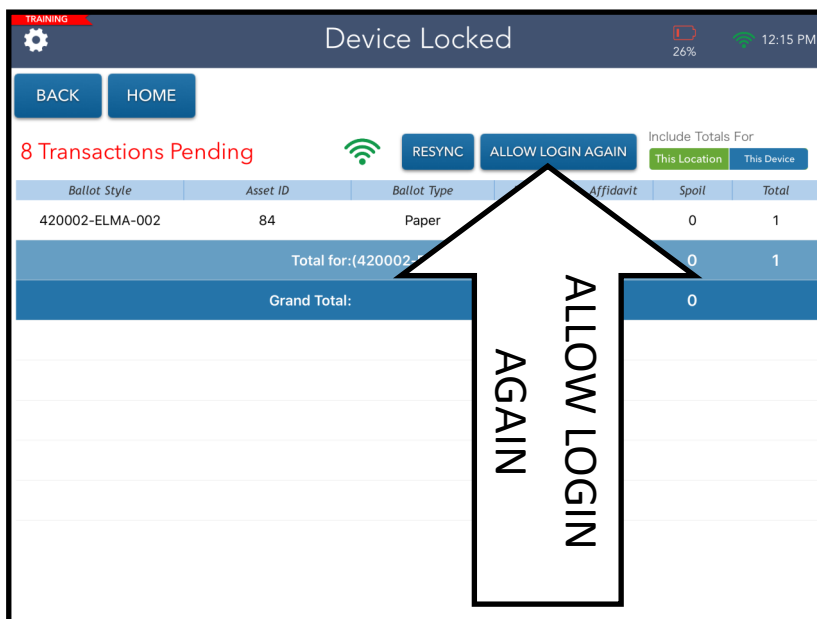 TRAINING
Device Locked
26%
12:15 PM
BACK
HOME
8 Transactions Pending
RESYNC
ALLOW LOGIN AGAIN
Include Totals For
This Location
This Device
Ballot Style Asset ID Ballot Type Affidavit Spoil Total
420002-ELMA-002 84 Paper 0 1
Total for:(420002- 0 1
Grand Total: 0
ALLOW LOGIN
AGAIN